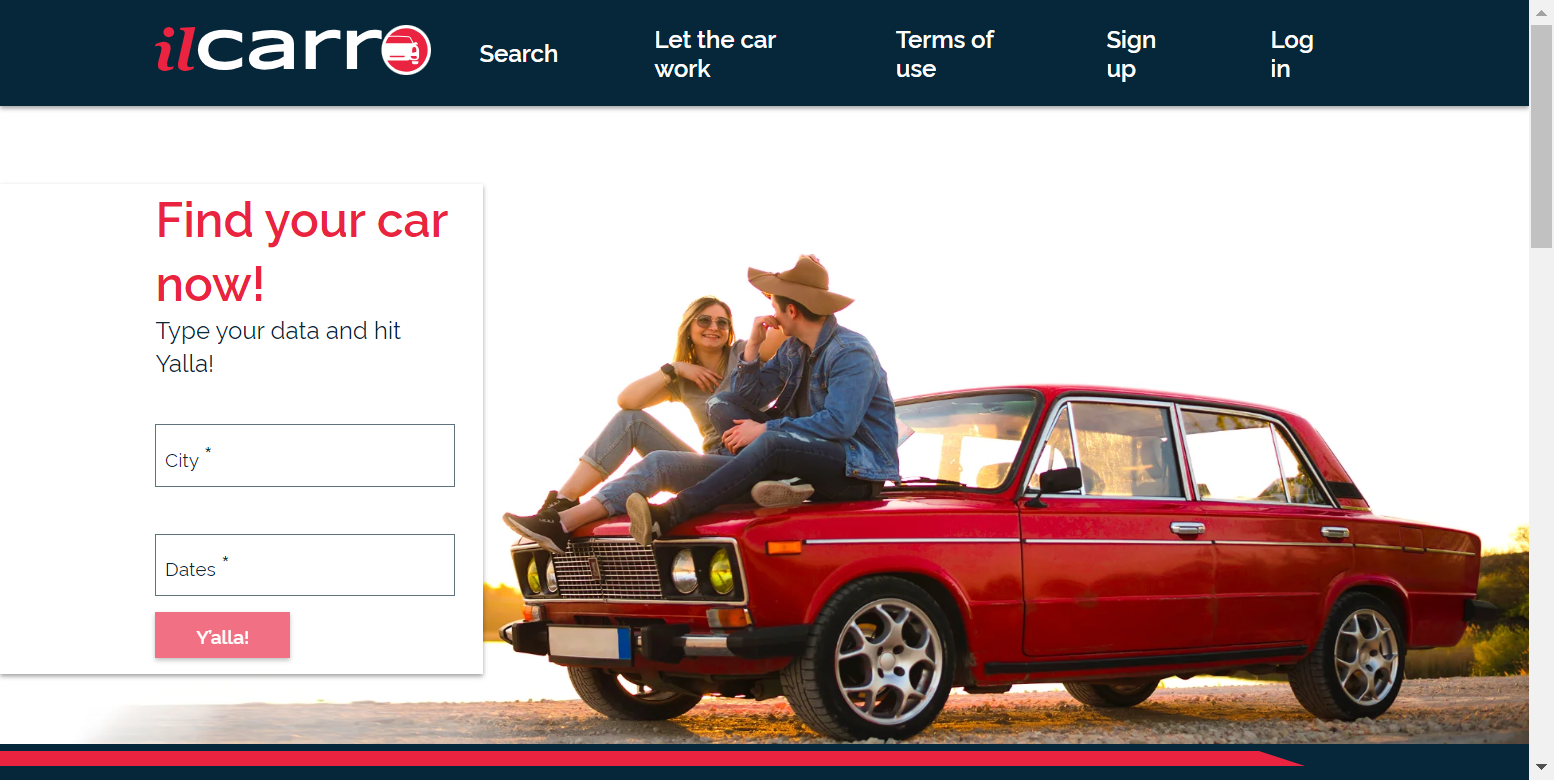 ilcarro
Search
Let the car
work
Terms of
use
Sign
up
Log
in
Find your car
now!
Type your data and hit
Yalla!
City *
Dates *
Y'alla!